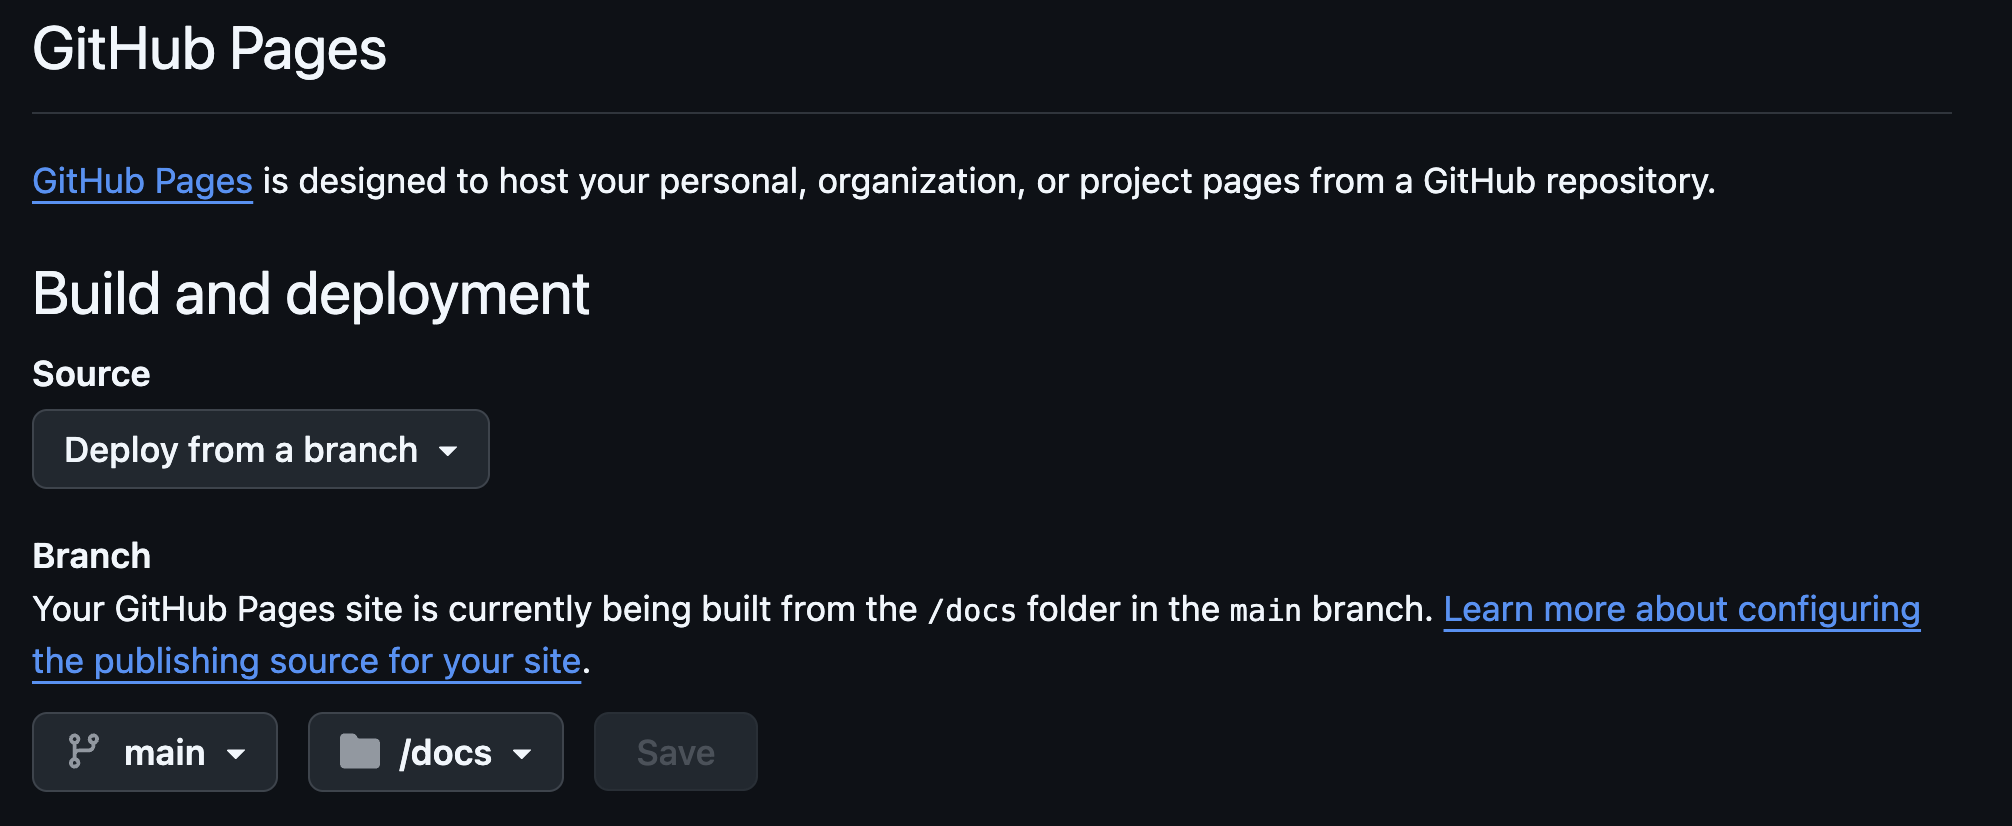 GitHub Pages
GitHub Pages is designed to host your personal, organization, or project pages from a GitHub repository.
Build and deployment
Source
Deploy from a branch
Branch
Your GitHub Pages site is currently being built from the /docs folder in the main branch. Learn more about configuring
the publishing source for your site.
main /docs Save